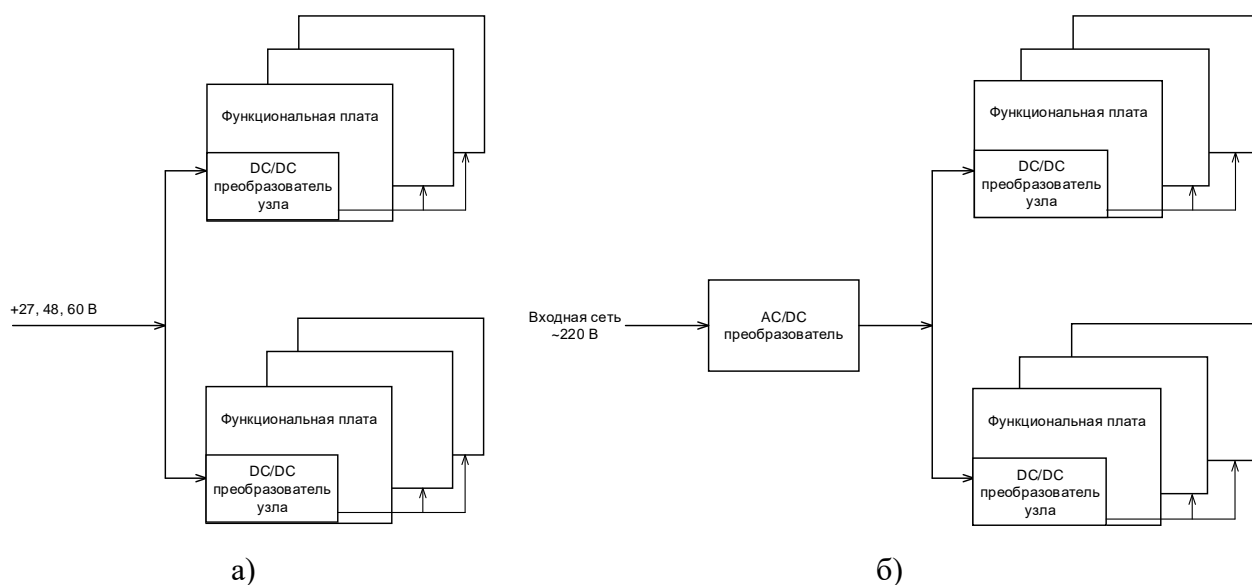 Функциональная плата
DC/DC
преобразователь
узла
+27, 48, 60 В
Функциональная плата
DC/DC
преобразователь
узла
а)
Функциональная плата
DC/DC
преобразователь
узла
Входная сеть
~220 В
AC/DC
преобразователь
Функциональная плата
DC/DC
преобразователь
узла
б)